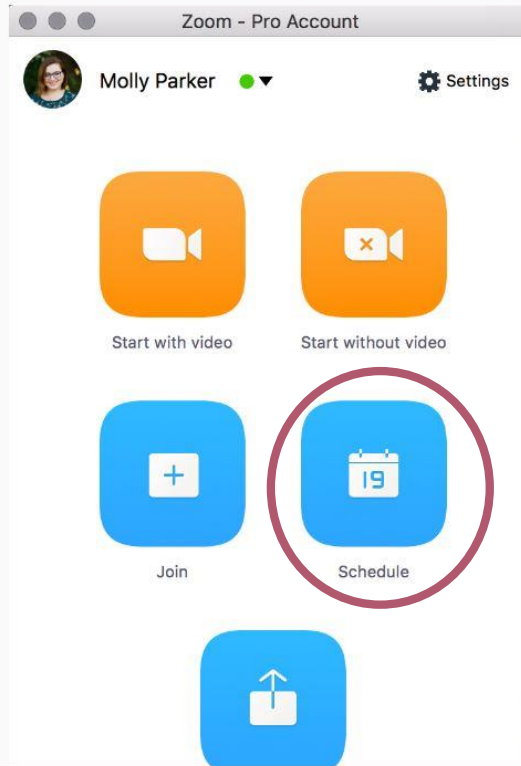 Zoom - Pro Account
Molly Parker
Settings
Start with video
Start without video
19
Join
Schedule